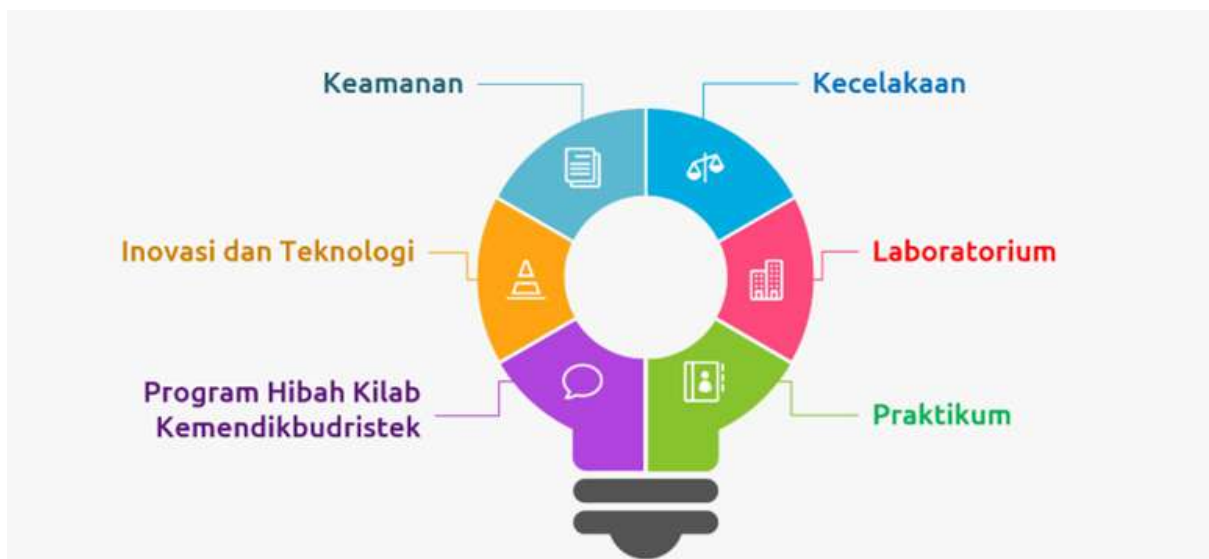 Keamanan
Kecelakaan
Inovasi dan Teknologi
Laboratorium
Program Hibah Kilab
Kemendikbudristek
Praktikum